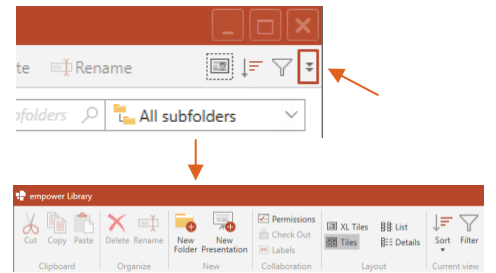 te Rename
bfolders All subfolders
empower Library
Cut Copy Paste Delete Rename New Folder New Presentation Permissions Check Out Labels XL Tiles List Tiles Details Sort Filter
Clipboard Organize New Collaboration Layout Current view